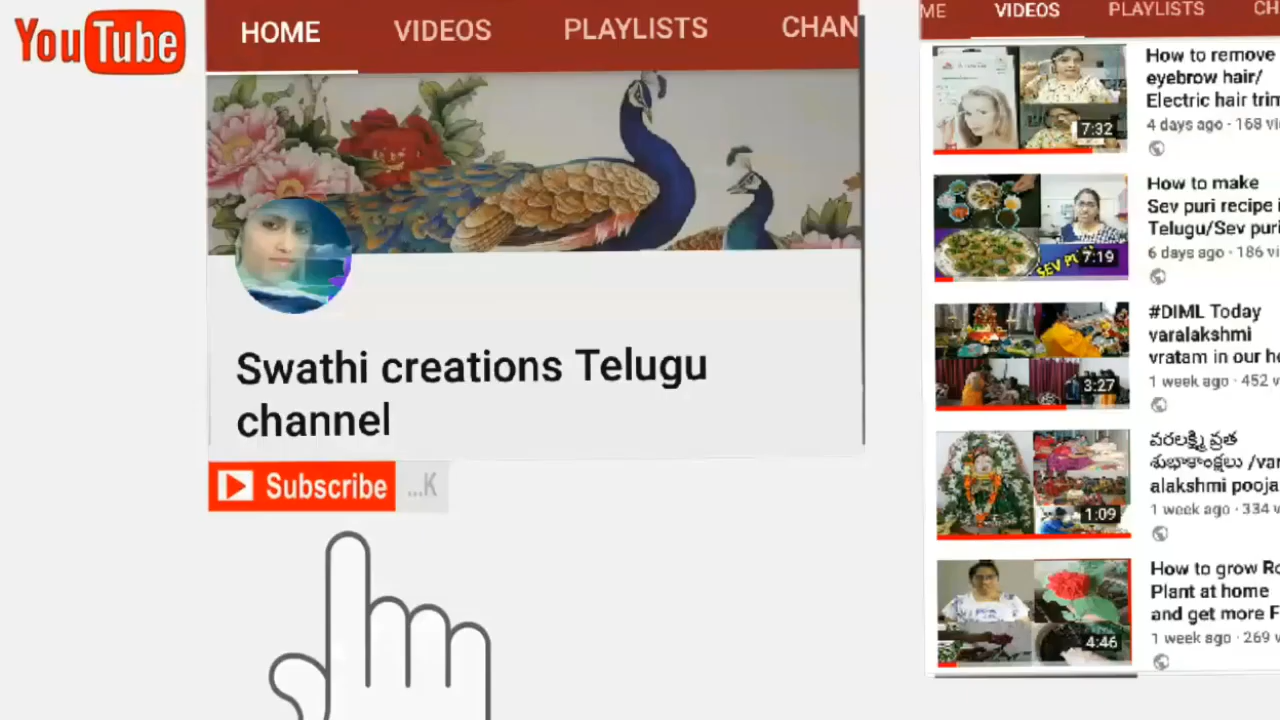 YouTube
HOME VIDEOS PLAYLISTS CHAN
Swathi creations Telugu
channel
Subscribe ...K
ME VIDEOS PLAYLISTS CH
How to remove
eyebrow hair/
Electric hair trim
4 days ago · 168 vi
7:32
How to make
Sev puri recipe i
Telugu/Sev puri
6 days ago · 186 vi
SEV PU
7:19
#DIML Today
varalakshmi
vratam in our ho
1 week ago · 452 v
3:27
వరలక్ష్మి వ్రత
శుభాకాంక్షలు /var
alakshmi pooja
1 week ago · 334 v
1:09
How to grow Ro
Plant at home
and get more F
1 week ago · 269 v
4:46